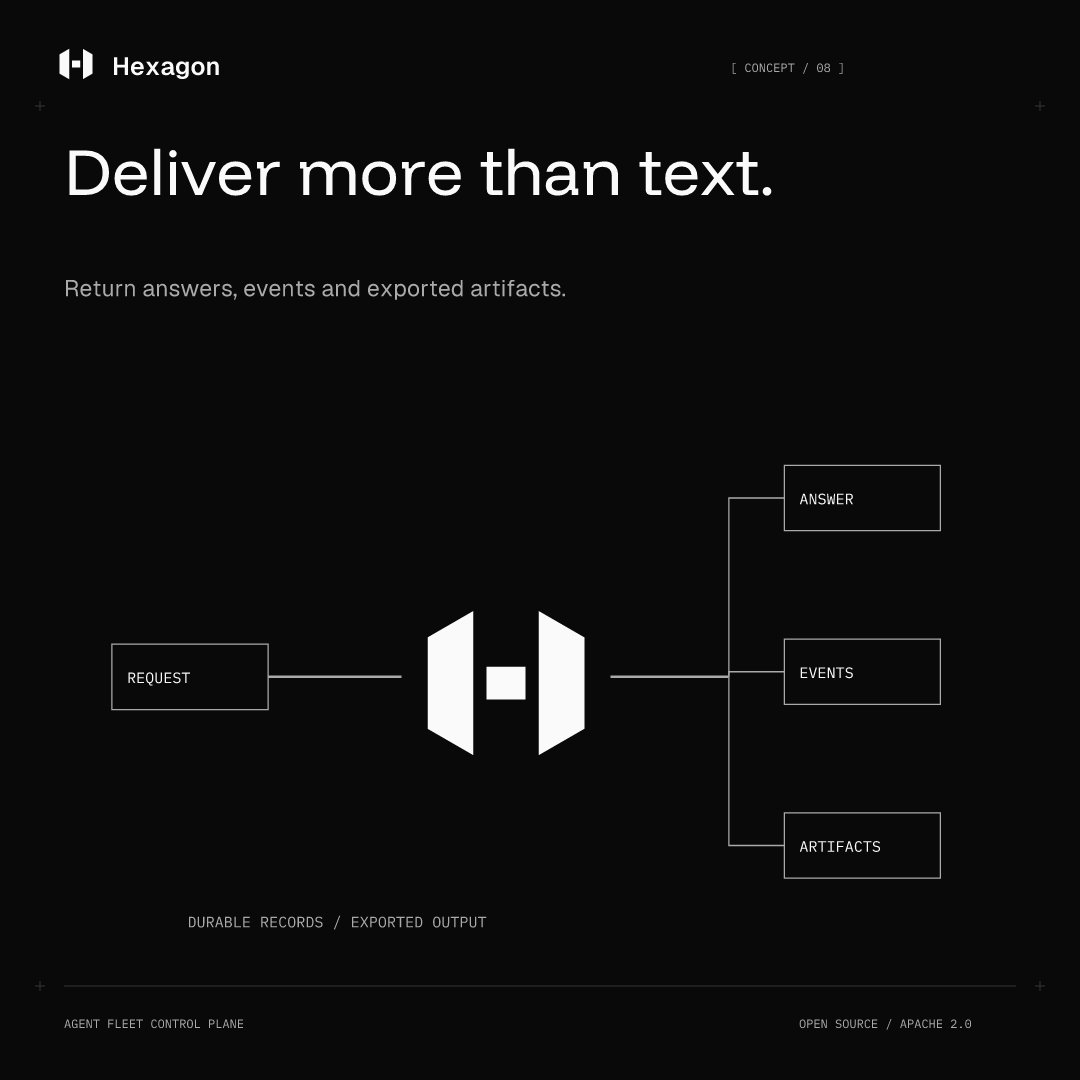 Hexagon
[ CONCEPT / 08 ]
Deliver more than text.
Return answers, events and exported artifacts.
ANSWER
REQUEST
EVENTS
ARTIFACTS
DURABLE RECORDS / EXPORTED OUTPUT
AGENT FLEET CONTROL PLANE
OPEN SOURCE / APACHE 2.0